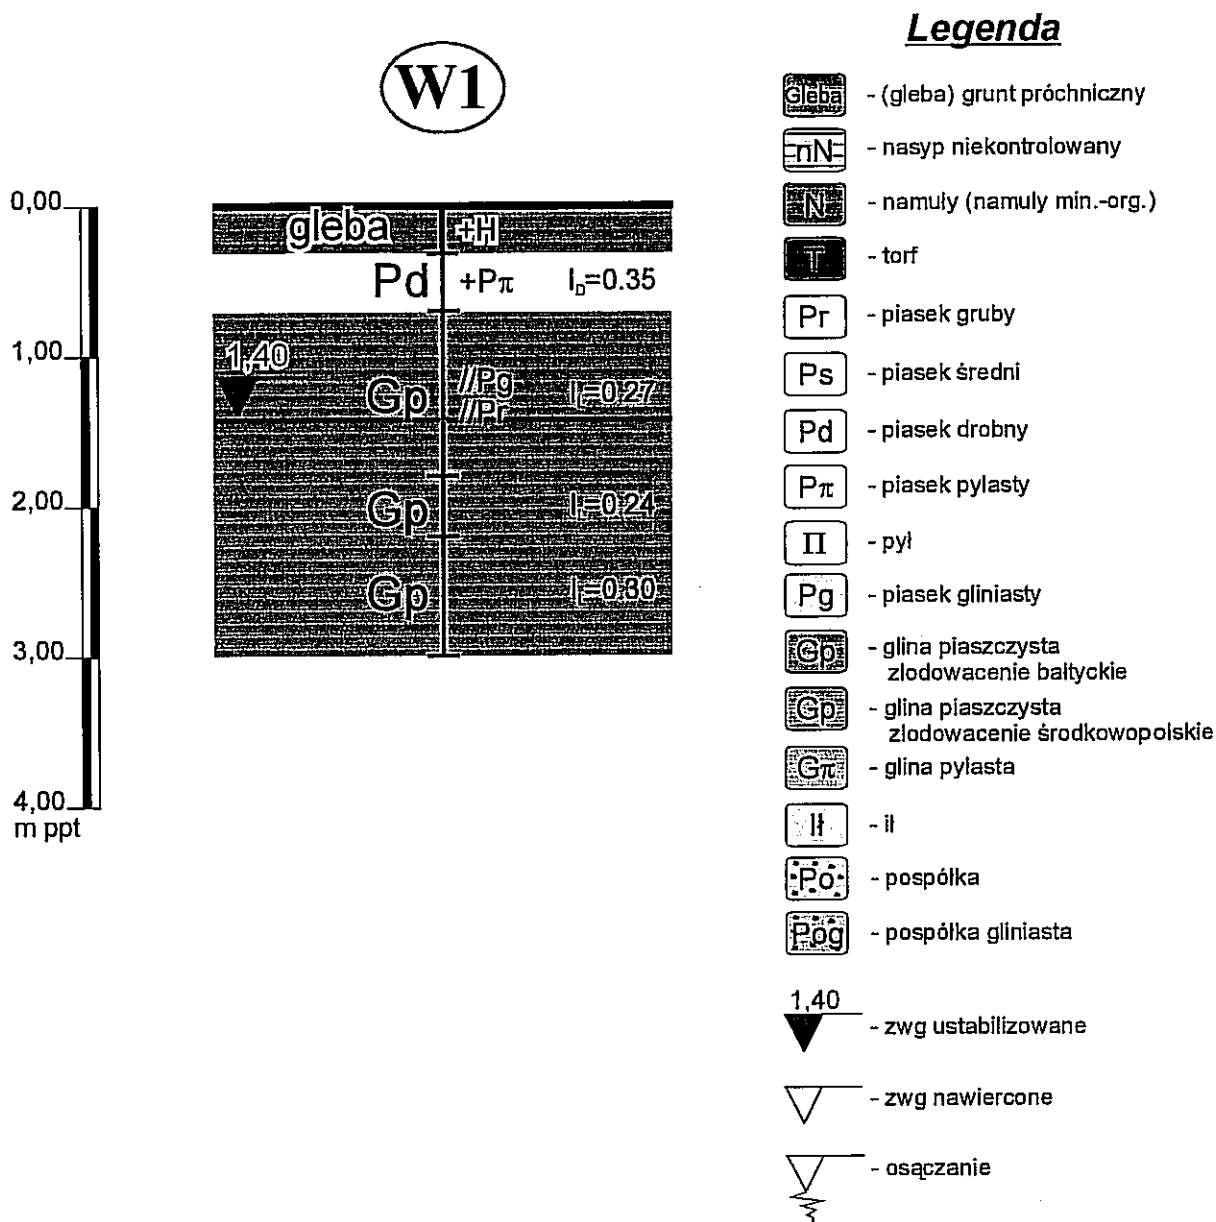 Legenda
W1
0,00
1,00
2,00
3,00
4,00
m ppt
gleba +H
Pd +Pπ I_D=0.35
1,40
Gp //Pg //Pr I_L=0.27
Gp I_L=0.24
Gp I_L=0.30
Gleba - (gleba) grunt próchniczny
nN - nasyp niekontrolowany
N - namuły (namuły min.-org.)
T - torf
Pr - piasek gruby
Ps - piasek średni
Pd - piasek drobny
Pπ - piasek pylasty
Π - pył
Pg - piasek gliniasty
Gp - glina piaszczysta
zlodowacenie bałtyckie
Gp - glina piaszczysta
zlodowacenie środkowopolskie
Gπ - glina pylasta
Ił - ił
Po - pospółka
Pog - pospółka gliniasta
1,40
- zwg ustabilizowane
- zwg nawiercone
- osączanie